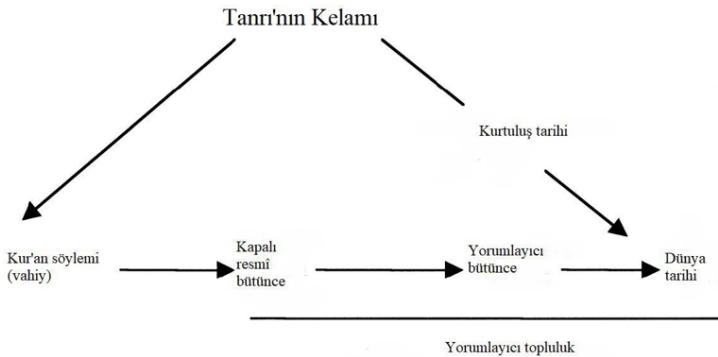 Tanrı'nın Kelamı
Kurtuluş tarihi
Kur'an söylemi
(vahiy)
Kapalı
resmî
bütünce
Yorumlayıcı
bütünce
Dünya
tarihi
Yorumlayıcı topluluk